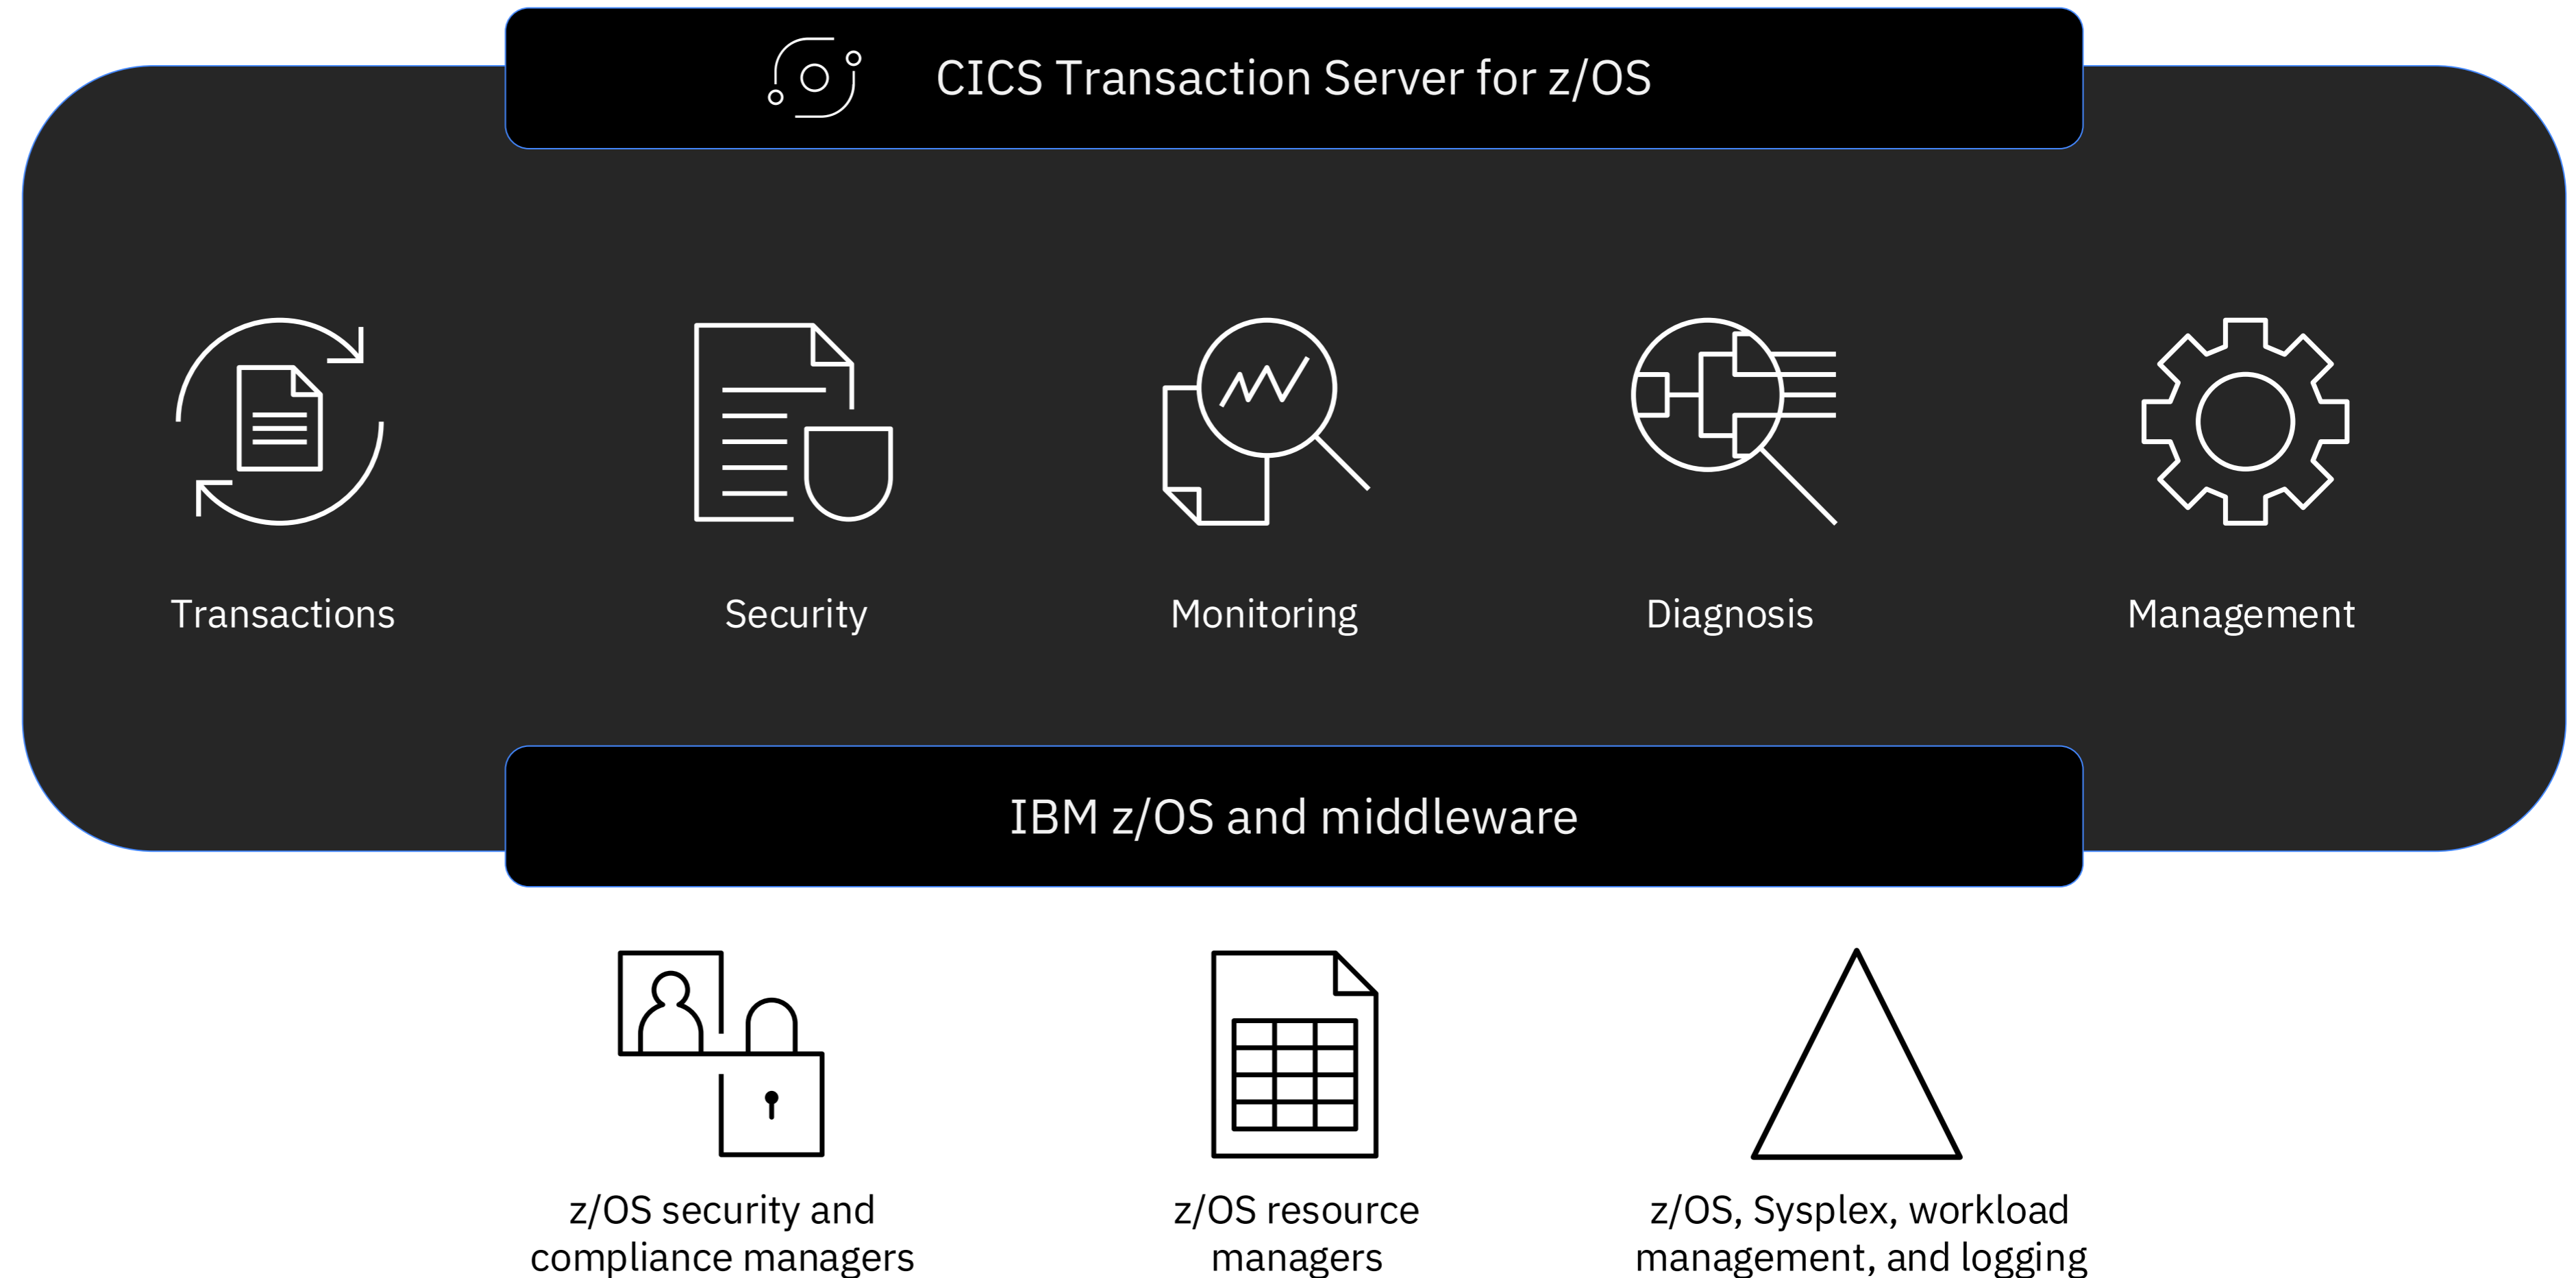 CICS Transaction Server for z/OS
Transactions
Security
Monitoring
Diagnosis
Management
IBM z/OS and middleware
z/OS security and
compliance managers
z/OS resource
managers
z/OS, Sysplex, workload
management, and logging